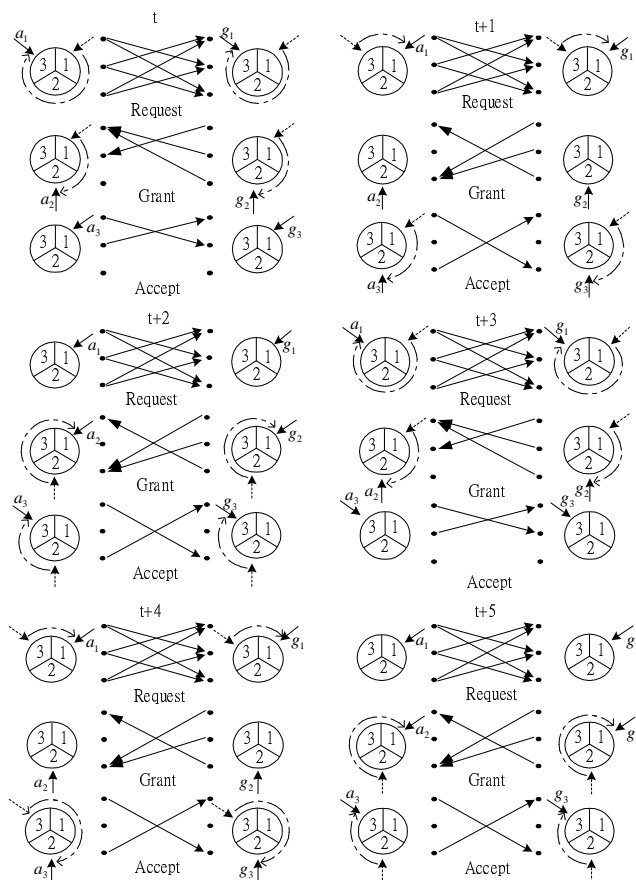 t
a1 3 1 2 g1 3 1 2
Request
3 1 2 a2 3 1 2 g2
Grant
3 1 2 a3 3 1 2 g3
Accept
t+1
3 1 2 a1 3 1 2 g1
Request
3 1 2 a2 3 1 2 g2
Grant
3 1 2 a3 3 1 2 g3
Accept
t+2
3 1 2 a1 3 1 2 g1
Request
3 1 2 a2 3 1 2 g2
Grant
a3 3 1 2 g3 3 1 2
Accept
t+3
a1 3 1 2 g1 3 1 2
Request
3 1 2 a2 3 1 2 g2
Grant
a3 3 1 2 g3 3 1 2
Accept
t+4
3 1 2 a1 3 1 2 g1
Request
3 1 2 a2 3 1 2 g2
Grant
3 1 2 a3 3 1 2 g3
Accept
t+5
3 1 2 a1 3 1 2 g
Request
3 1 2 a2 3 1 2 g
Grant
a3 3 1 2 g3 3 1 2
Accept